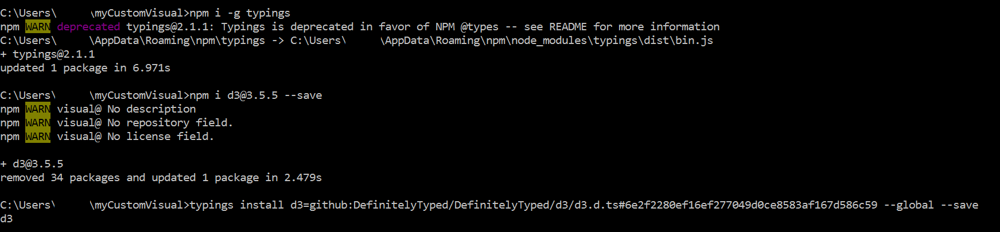 C:\Users\ \myCustomVisual>npm i -g typings
npm WARN deprecated typings@2.1.1: Typings is deprecated in favor of NPM @types -- see README for more information
C:\Users\ \AppData\Roaming\npm\typings -> C:\Users\ \AppData\Roaming\npm\node_modules\typings\dist\bin.js
+ typings@2.1.1
updated 1 package in 6.971s
C:\Users\ \myCustomVisual>npm i d3@3.5.5 --save
npm WARN visual@ No description
npm WARN visual@ No repository field.
npm WARN visual@ No license field.
+ d3@3.5.5
removed 34 packages and updated 1 package in 2.479s
C:\Users\ \myCustomVisual>typings install d3=github:DefinitelyTyped/DefinitelyTyped/d3/d3.d.ts#6e2f2280ef16ef277049d0ce8583af167d586c59 --global --save
d3